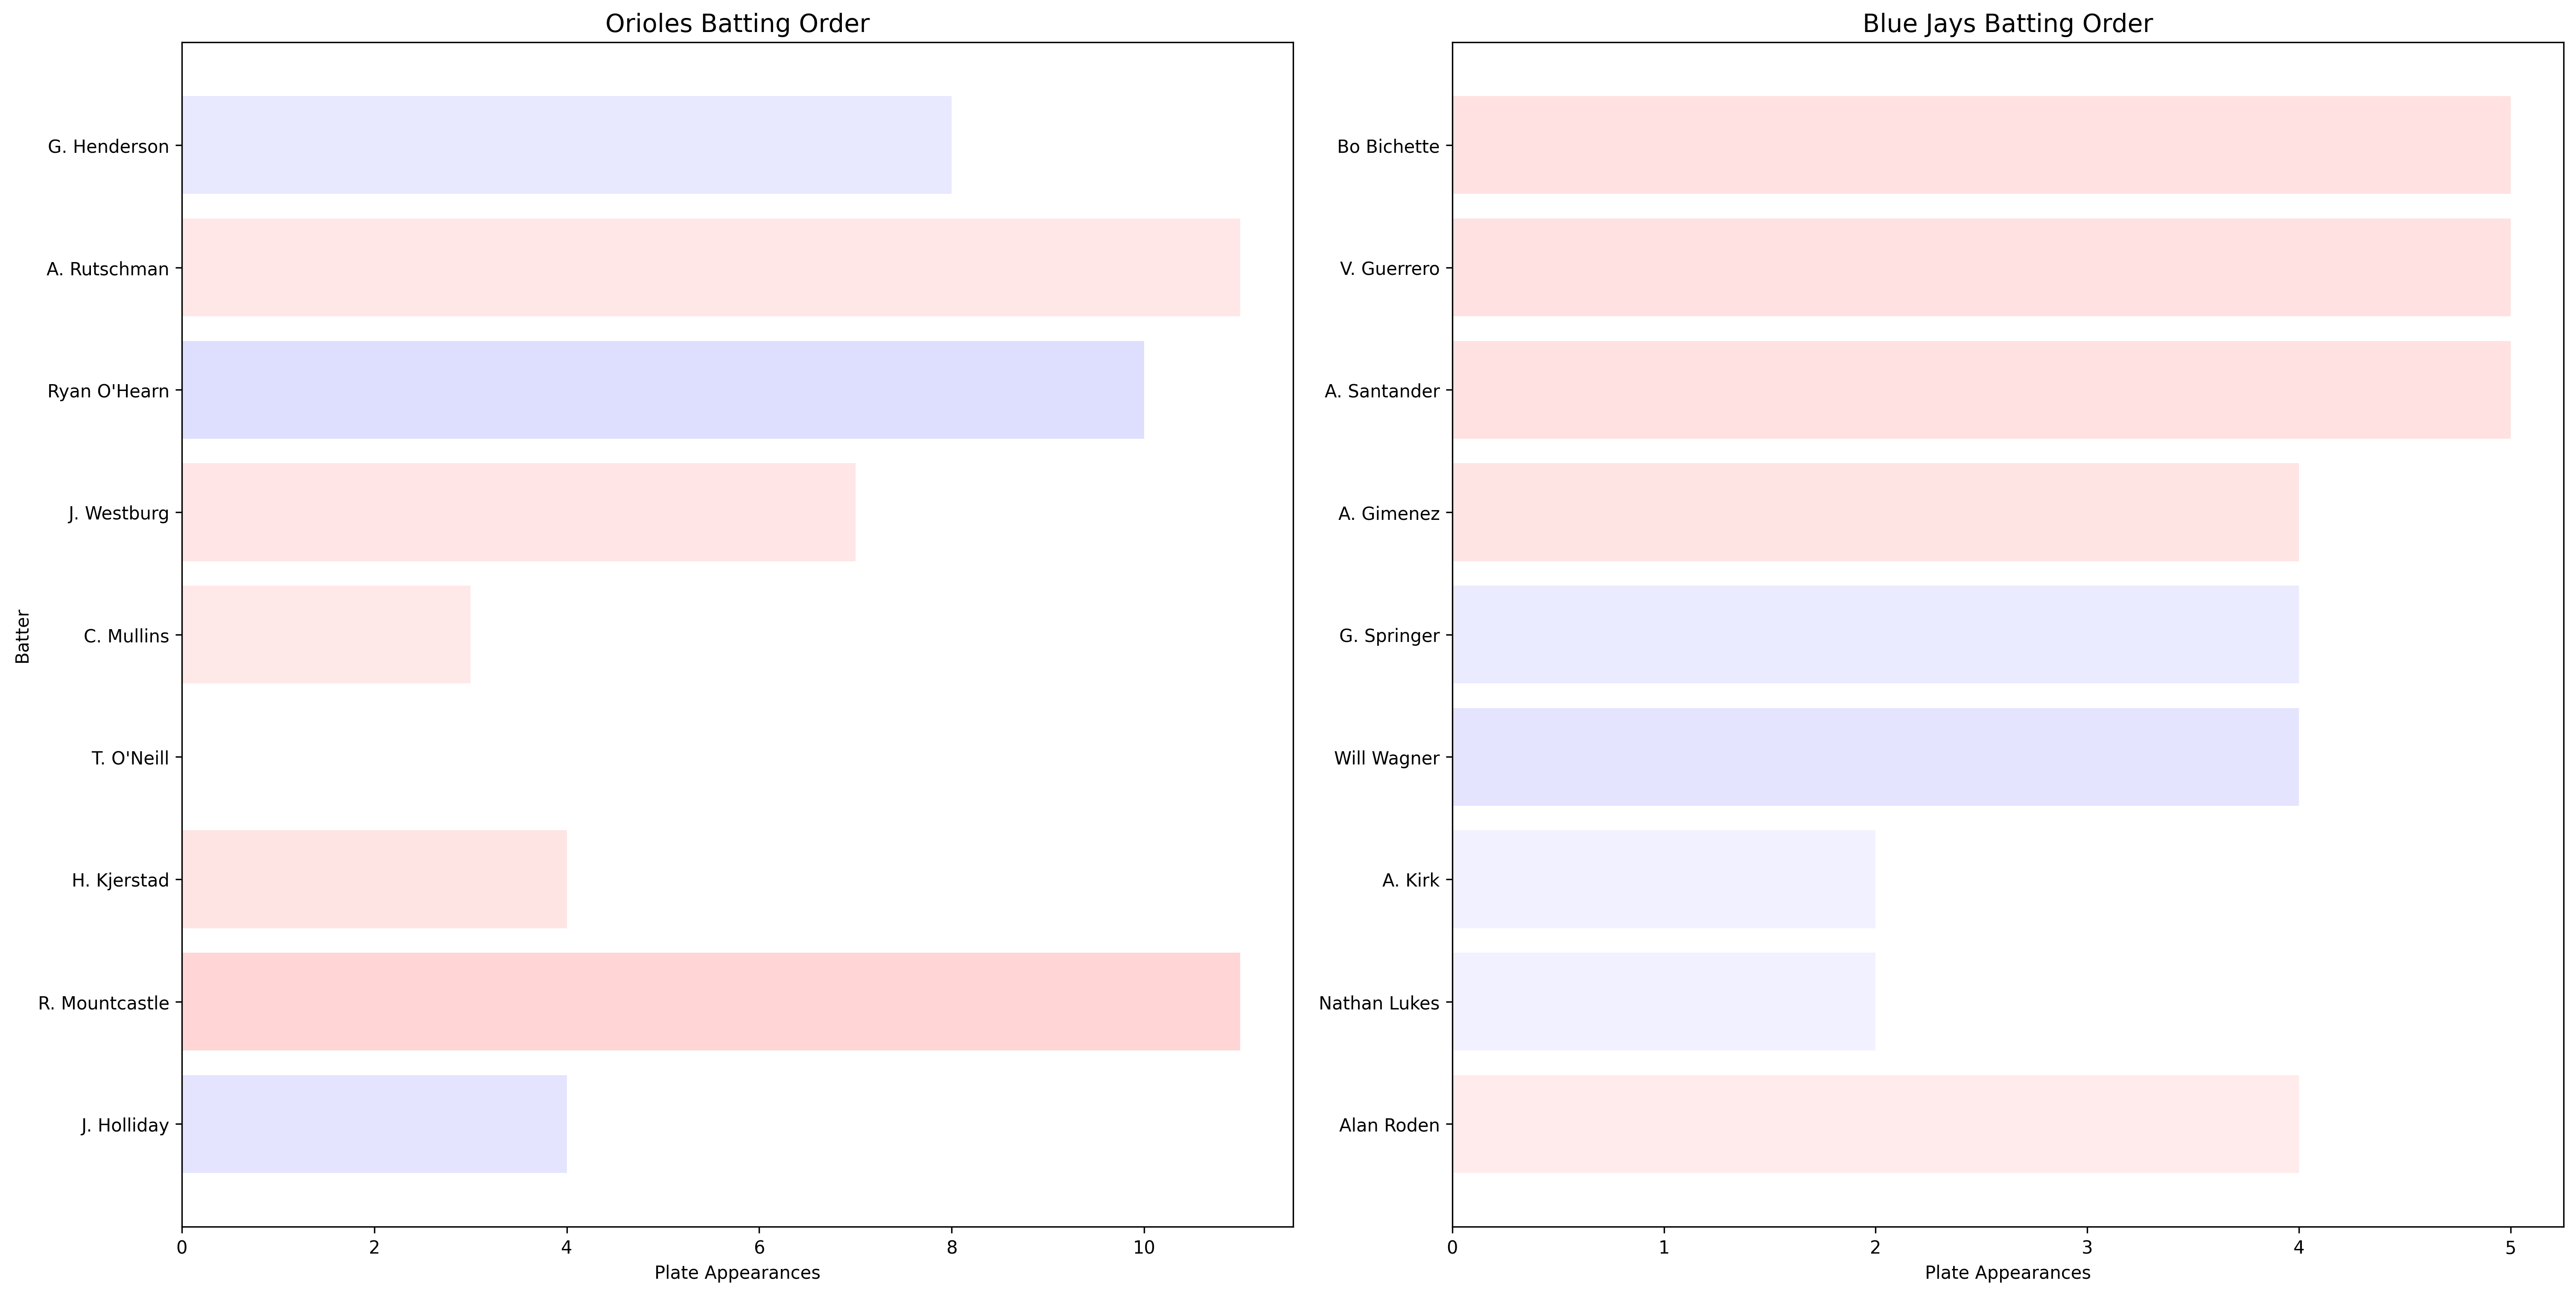 Orioles Batting Order
Batter
G. Henderson
A. Rutschman
Ryan O'Hearn
J. Westburg
C. Mullins
T. O'Neill
H. Kjerstad
R. Mountcastle
J. Holliday
0 2 4 6 8 10
Plate Appearances
Blue Jays Batting Order
Bo Bichette
V. Guerrero
A. Santander
A. Gimenez
G. Springer
Will Wagner
A. Kirk
Nathan Lukes
Alan Roden
0 1 2 3 4 5
Plate Appearances